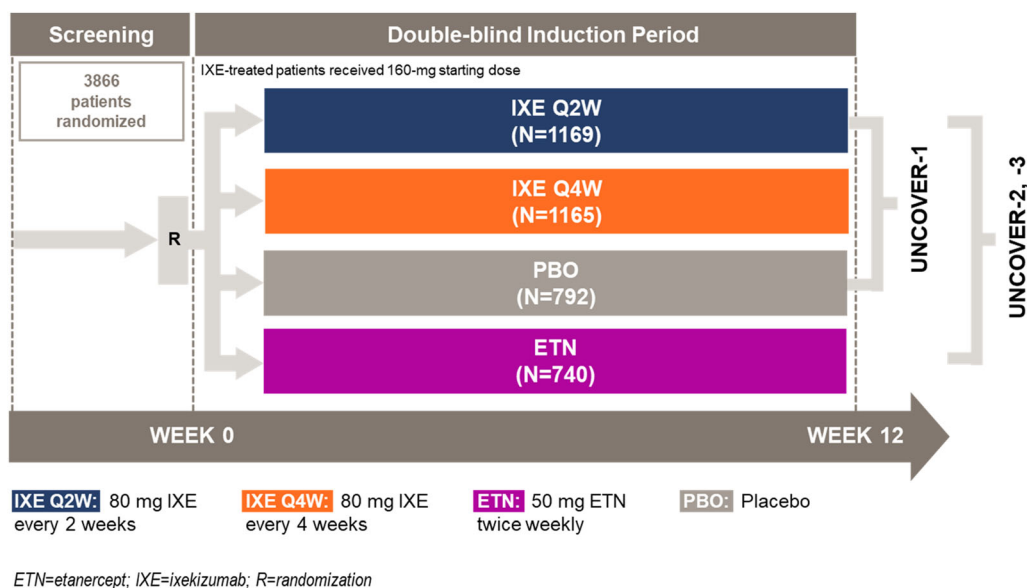 Screening
Double-blind Induction Period
3866
patients
randomized
IXE-treated patients received 160-mg starting dose
R
IXE Q2W
(N=1169)
IXE Q4W
(N=1165)
PBO
(N=792)
ETN
(N=740)
UNCOVER-1
UNCOVER-2, -3
WEEK 0
WEEK 12
IXE Q2W: 80 mg IXE
every 2 weeks
IXE Q4W: 80 mg IXE
every 4 weeks
ETN: 50 mg ETN
twice weekly
PBO: Placebo
ETN=etanercept; IXE=ixekizumab; R=randomization